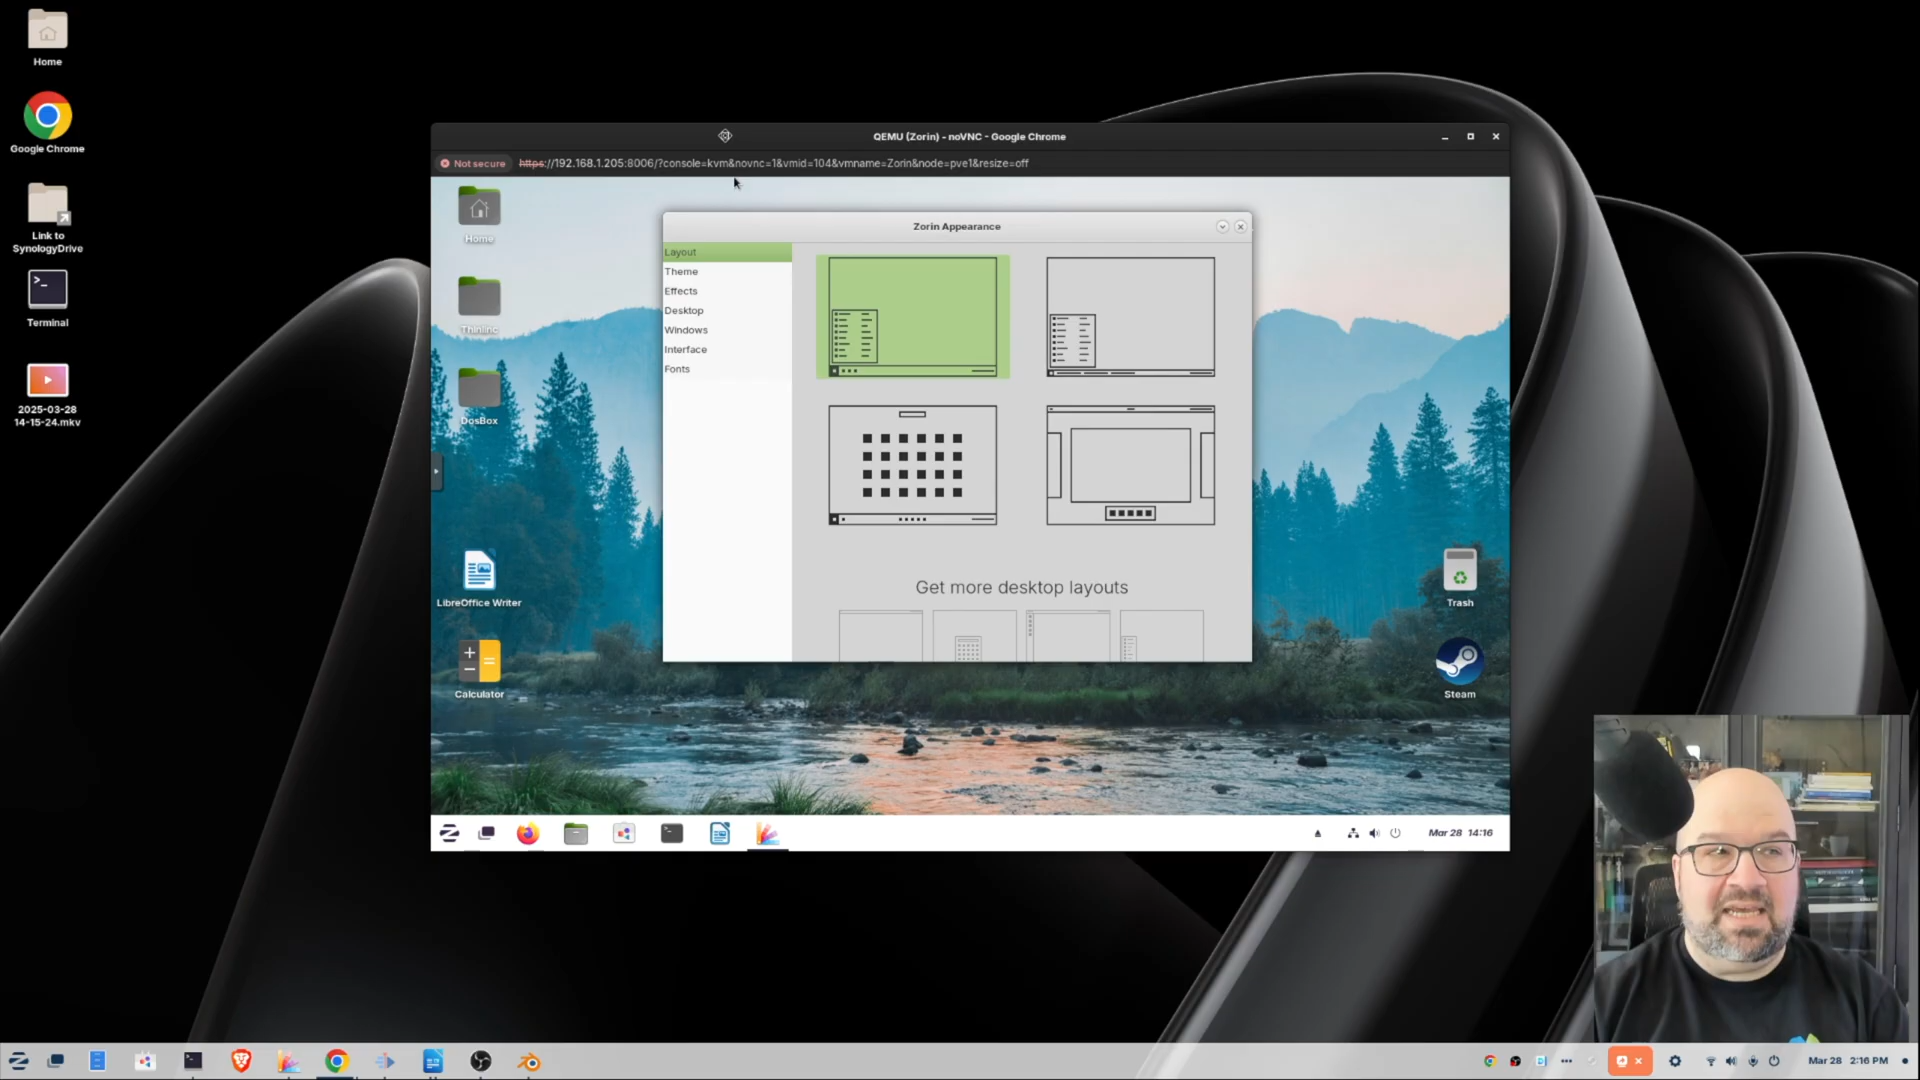 Home
Google Chrome
Link to
SynologyDrive
Terminal
2025-03-28
14-15-24.mkv
QEMU (Zorin) - noVNC - Google Chrome
Not secure
https://192.168.1.205:8006/?console=kvm&novnc=1&vmid=104&vmname=Zorin&node=pve1&resize=off
Home
Thinlinc
DosBox
LibreOffice Writer
Calculator
Zorin Appearance
Layout
Theme
Effects
Desktop
Windows
Interface
Fonts
Get more desktop layouts
Trash
Steam
Mar 28 14:16
Mar 28 2:16 PM